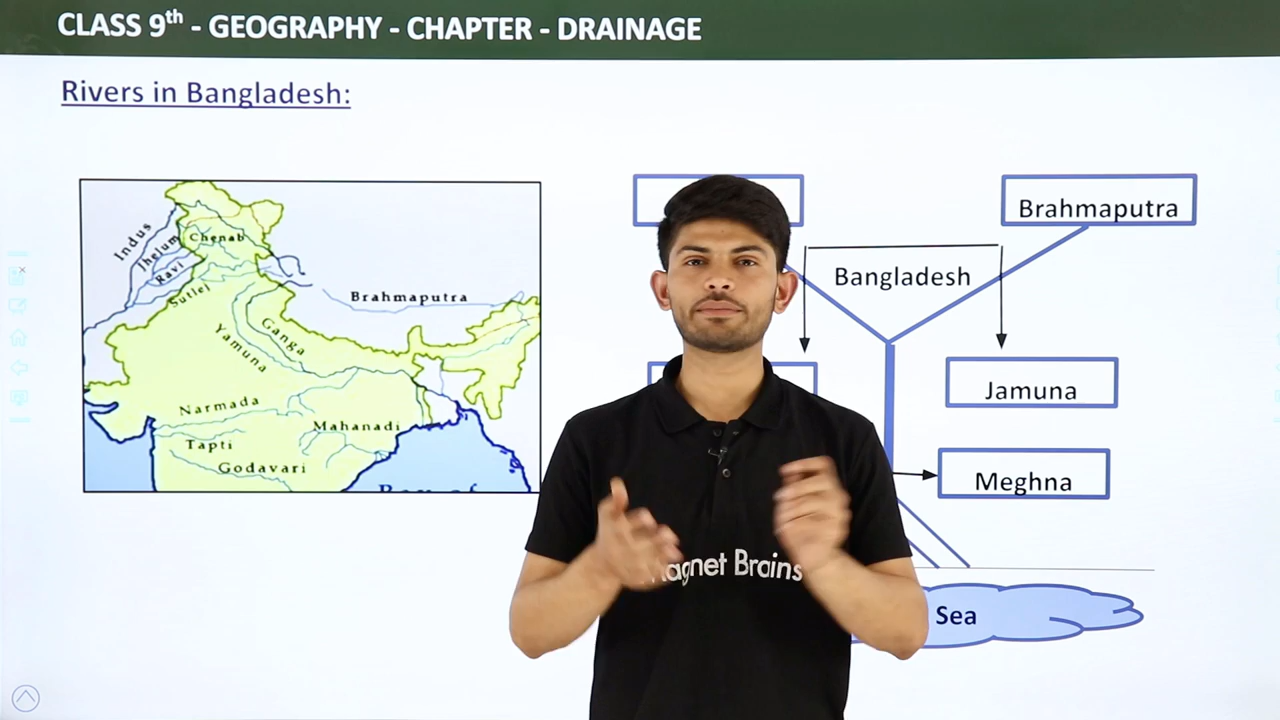 CLASS 9th - GEOGRAPHY - CHAPTER - DRAINAGE
Rivers in Bangladesh:
Indus
Jhelum
Chenab
Ravi
Sutlej
Brahmaputra
Ganga
Yamuna
Narmada
Mahanadi
Tapti
Godavari
Brahmaputra
Bangladesh
Jamuna
Meghna
Sea
agnet Brains